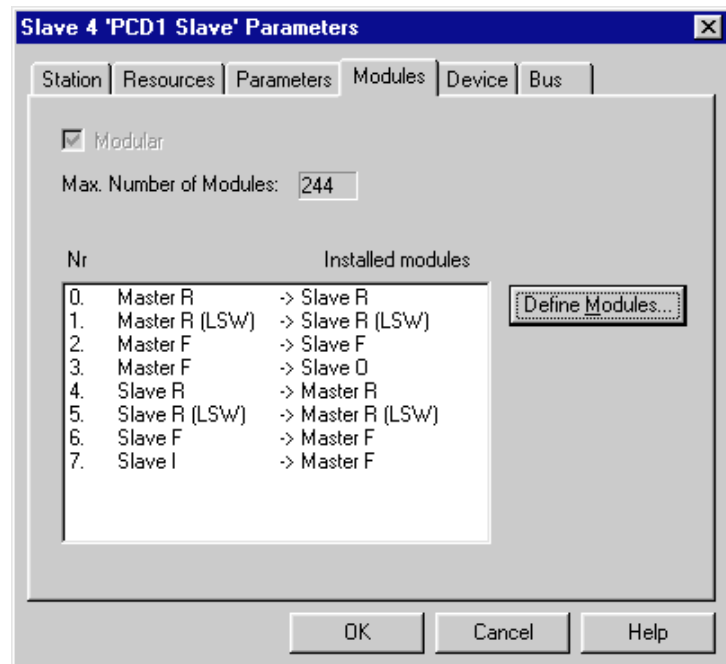 Slave 4 'PCD1 Slave' Parameters
Station Resources Parameters Modules Device Bus
Modular
Max. Number of Modules: 244
Nr Installed modules
0. Master R -> Slave R
1. Master R (LSW) -> Slave R (LSW)
2. Master F -> Slave F
3. Master F -> Slave O
4. Slave R -> Master R
5. Slave R (LSW) -> Master R (LSW)
6. Slave F -> Master F
7. Slave I -> Master F
Define Modules...
OK Cancel Help